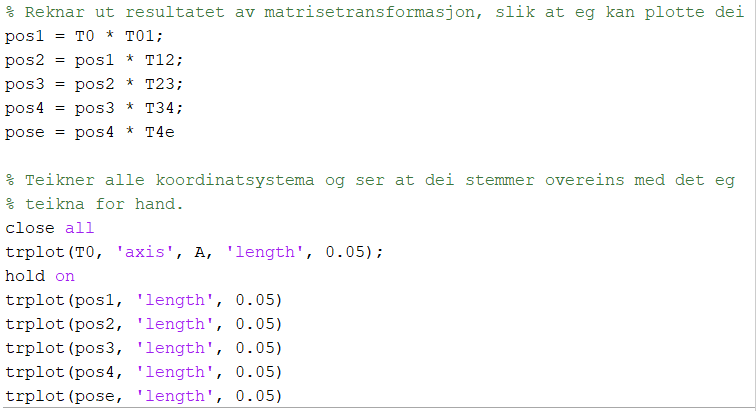 % Reknar ut resultatet av matrisetransformasjon, slik at eg kan plotte dei
pos1 = T0 * T01;
pos2 = pos1 * T12;
pos3 = pos2 * T23;
pos4 = pos3 * T34;
pose = pos4 * T4e
% Teikner alle koordinatsystema og ser at dei stemmer overeins med det eg
% teikna for hand.
close all
trplot(T0, 'axis', A, 'length', 0.05);
hold on
trplot(pos1, 'length', 0.05)
trplot(pos2, 'length', 0.05)
trplot(pos3, 'length', 0.05)
trplot(pos4, 'length', 0.05)
trplot(pose, 'length', 0.05)